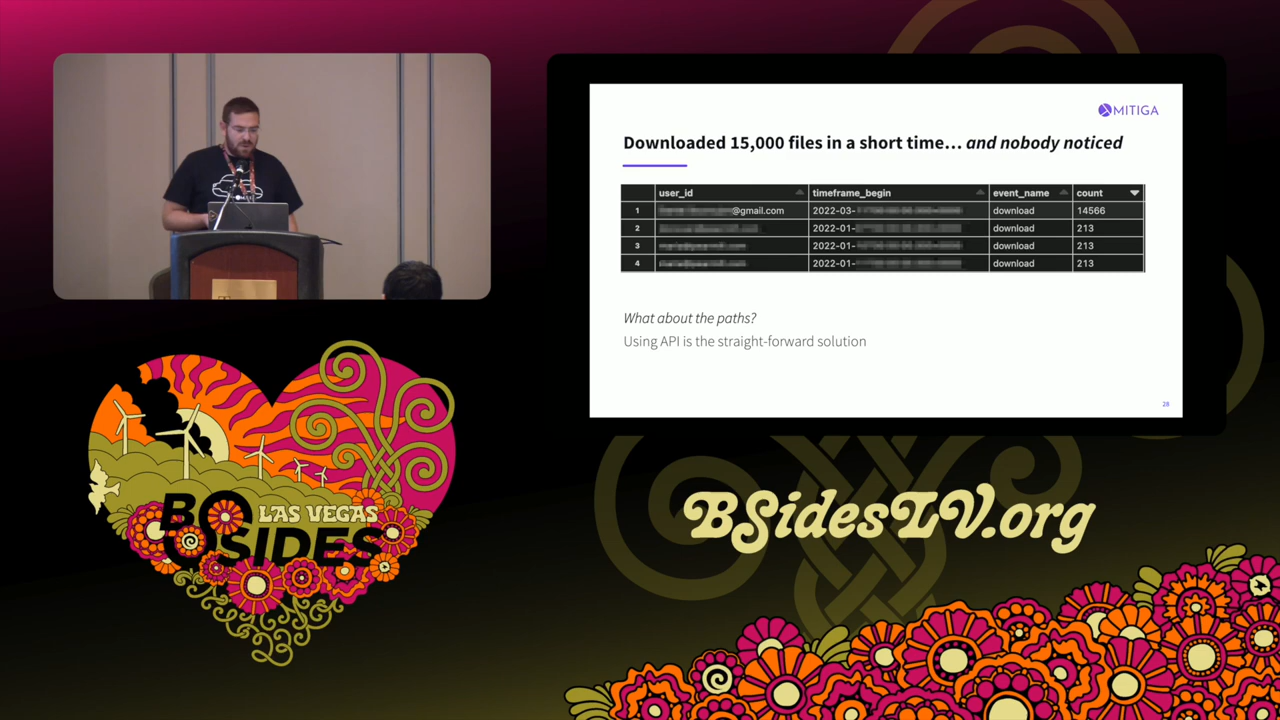 MITIGA
Downloaded 15,000 files in a short time... and nobody noticed
user_id timeframe_begin event_name count
1 @gmail.com 2022-03- download 14566
2 2022-01- download 213
3 2022-01- download 213
4 2022-01- download 213
What about the paths?
Using API is the straight-forward solution
28
BSIDES
LAS VEGAS
BSidesLV.org